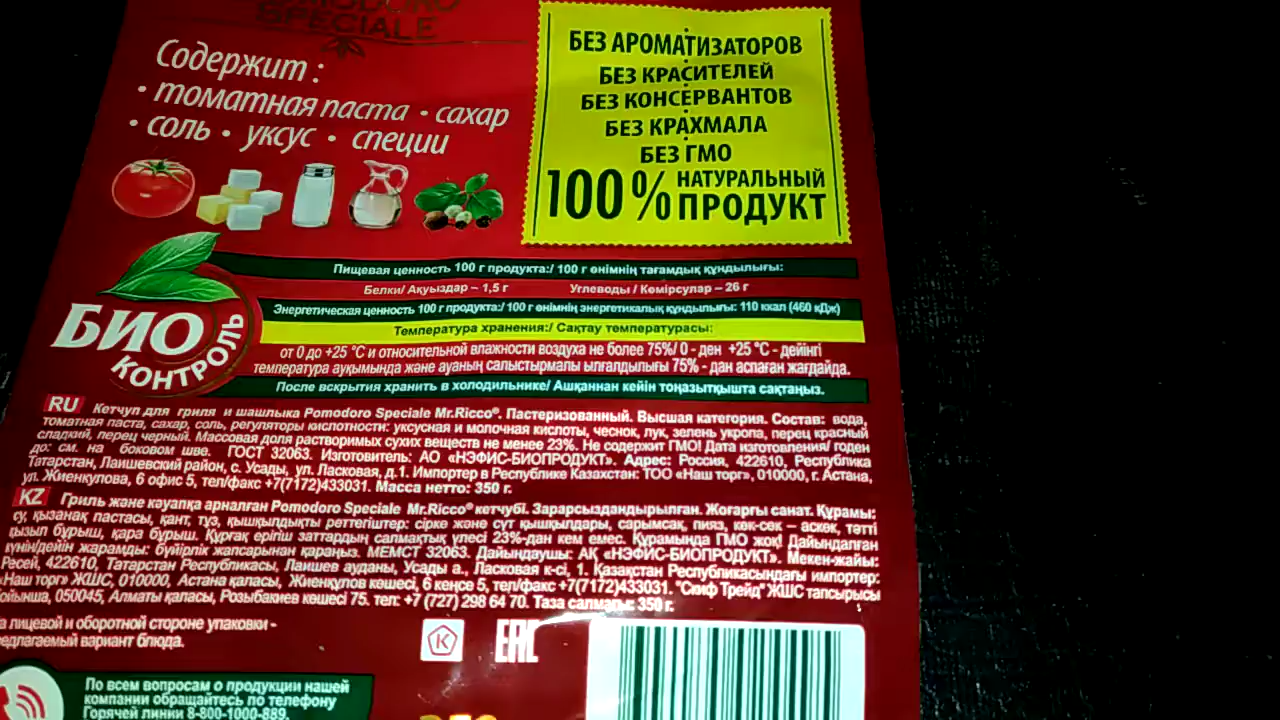 SPECIALE
Содержит:
• томатная паста • сахар
• соль • уксус • специи
БЕЗ АРОМАТИЗАТОРОВ
БЕЗ КРАСИТЕЛЕЙ
БЕЗ КОНСЕРВАНТОВ
БЕЗ КРАХМАЛА
БЕЗ ГМО
100% НАТУРАЛЬНЫЙ
ПРОДУКТ
БИО
КОНТРОЛЬ
Пищевая ценность 100 г продукта:/ 100 г өнімнің тағамдық құндылығы:
Белки/ Ақуыздар – 1,5 г Углеводы / Көмірсулар – 26 г
Энергетическая ценность 100 г продукта:/ 100 г өнімнің энергетикалық құндылығы: 110 ккал (460 кДж)
Температура хранения:/ Сақтау температурасы:
от 0 до +25 °С и относительной влажности воздуха не более 75%/ 0 - ден +25 °С - дейінгі
температура ауқымында және ауаның салыстырмалы ылғалдылығы 75% - дан аспаған жағдайда.
После вскрытия хранить в холодильнике/ Ашқаннан кейін тоңазытқышта сақтаңыз.
RU Кетчуп для гриля и шашлыка Pomodoro Speciale Mr.Ricco®. Пастеризованный. Высшая категория. Состав: вода,
томатная паста, сахар, соль, регуляторы кислотности: уксусная и молочная кислоты, чеснок, лук, зелень укропа, перец красный
сладкий, перец черный. Массовая доля растворимых сухих веществ не менее 23%. Не содержит ГМО! Дата изготовления/ годен
до: см. на боковом шве. ГОСТ 32063. Изготовитель: АО «НЭФИС-БИОПРОДУКТ». Адрес: Россия, 422610, Республика
Татарстан, Лаишевский район, с. Усады, ул. Ласковая, д.1. Импортер в Республике Казахстан: ТОО «Наш торг», 010000, г. Астана,
ул. Жиенкулова, 6 офис 5, тел/факс +7(7172)433031. Масса нетто: 350 г.
KZ Гриль және кәуапқа арналған Pomodoro Speciale Mr.Ricco® кетчубі. Зарарсыздандырылған. Жоғарғы санат. Құрамы:
су, қызанақ пастасы, қант, тұз, қышқылдықты реттегіштер: сірке және сүт қышқылдары, сарымсақ, пияз, көк-сөк – аскөк, тәтті
қызыл бұрыш, қара бұрыш. Құрғақ ерігіш заттардың салмақтық үлесі 23%-дан кем емес. Құрамында ГМО жоқ! Дайындалған
күнін/дейін жарамды: бүйірлік жапсарынан қараңыз. МЕМСТ 32063. Дайындаушы: АҚ «НЭФИС-БИОПРОДУКТ». Мекен-жайы:
Ресей, 422610, Татарстан Республикасы, Лаишев ауданы, Усады а., Ласковая к-сі, 1. Қазақстан Республикасындағы импортер:
«Наш торг» ЖШС, 010000, Астана қаласы, Жиенқұлов көшесі, 6 кеңсе 5, тел/факс +7(7172)433031. "Скиф Трейд" ЖШС тапсырысы
бойынша, 050045, Алматы қаласы, Розыбакиев көшесі 75. тел: +7 (727) 298 64 70. Таза салмағы: 350 г.
а лицевой и оборотной стороне упаковки -
едлагаемый вариант блюда.
К
EAC
По всем вопросам о продукции нашей
компании обращайтесь по телефону
Горячей линии 8-800-1000-889.